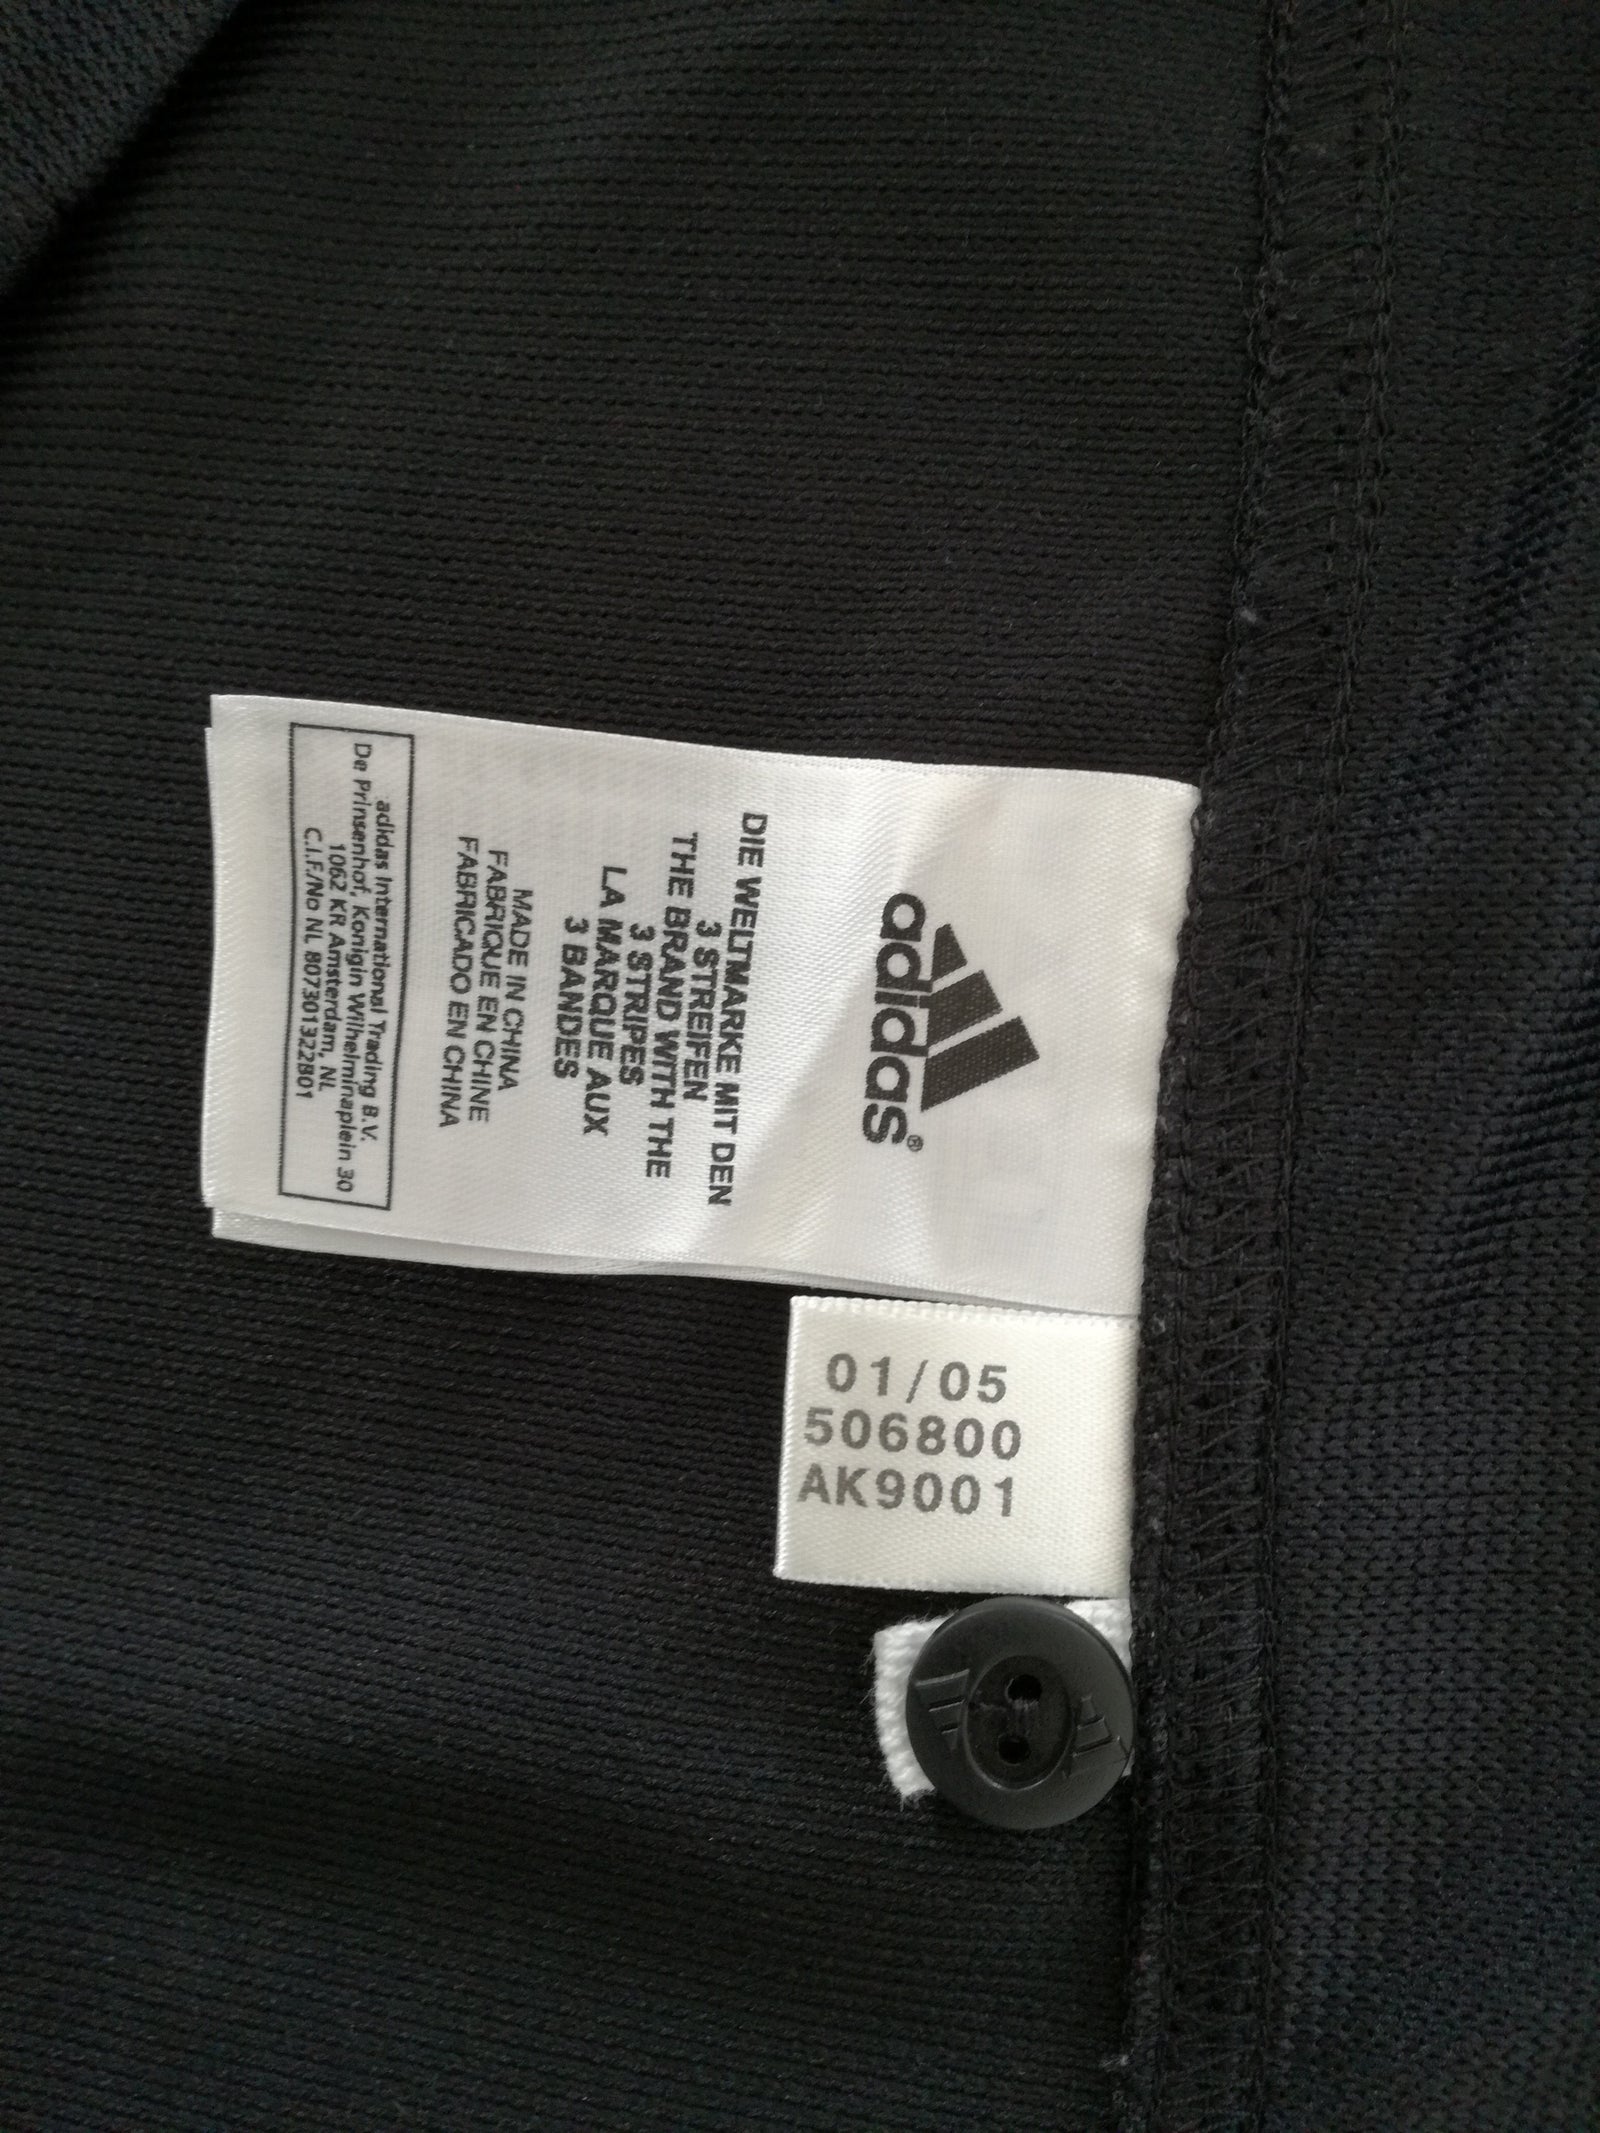 adidas®
DIE WELTMARKE MIT DEN
3 STREIFEN
THE BRAND WITH THE
3 STRIPES
LA MARQUE AUX
3 BANDES
MADE IN CHINA
FABRIQUE EN CHINE
FABRICADO EN CHINA
adidas International Trading B.V.
De Prinsenhof, Konigin Wilhelminaplein 30
1062 KR Amsterdam, NL
C.I.F./No NL 807301322B01
01/05
506800
AK9001